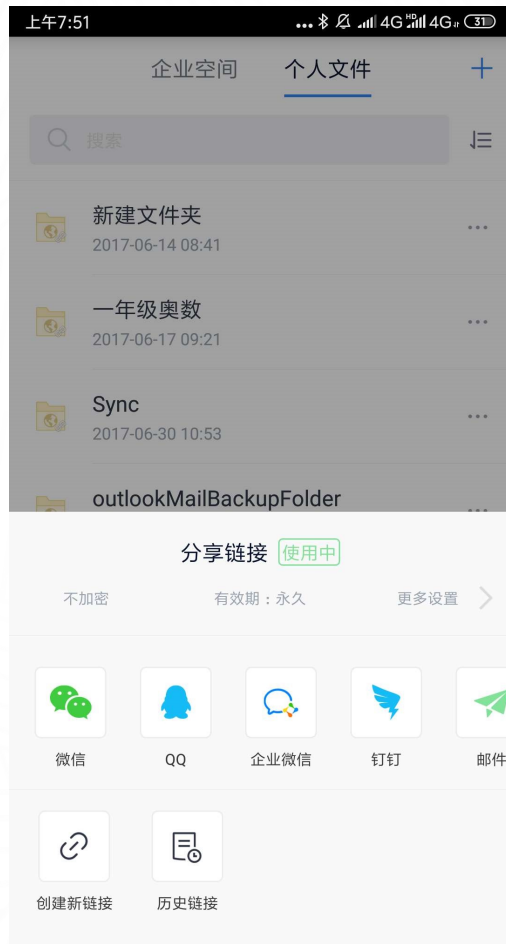 上午7:51 ... 4G HD 4G 31
企业空间 个人文件
搜索
新建文件夹
2017-06-14 08:41
一年级奥数
2017-06-17 09:21
Sync
2017-06-30 10:53
outlookMailBackupFolder
分享链接 使用中
不加密 有效期：永久 更多设置
微信 QQ 企业微信 钉钉 邮件
创建新链接 历史链接